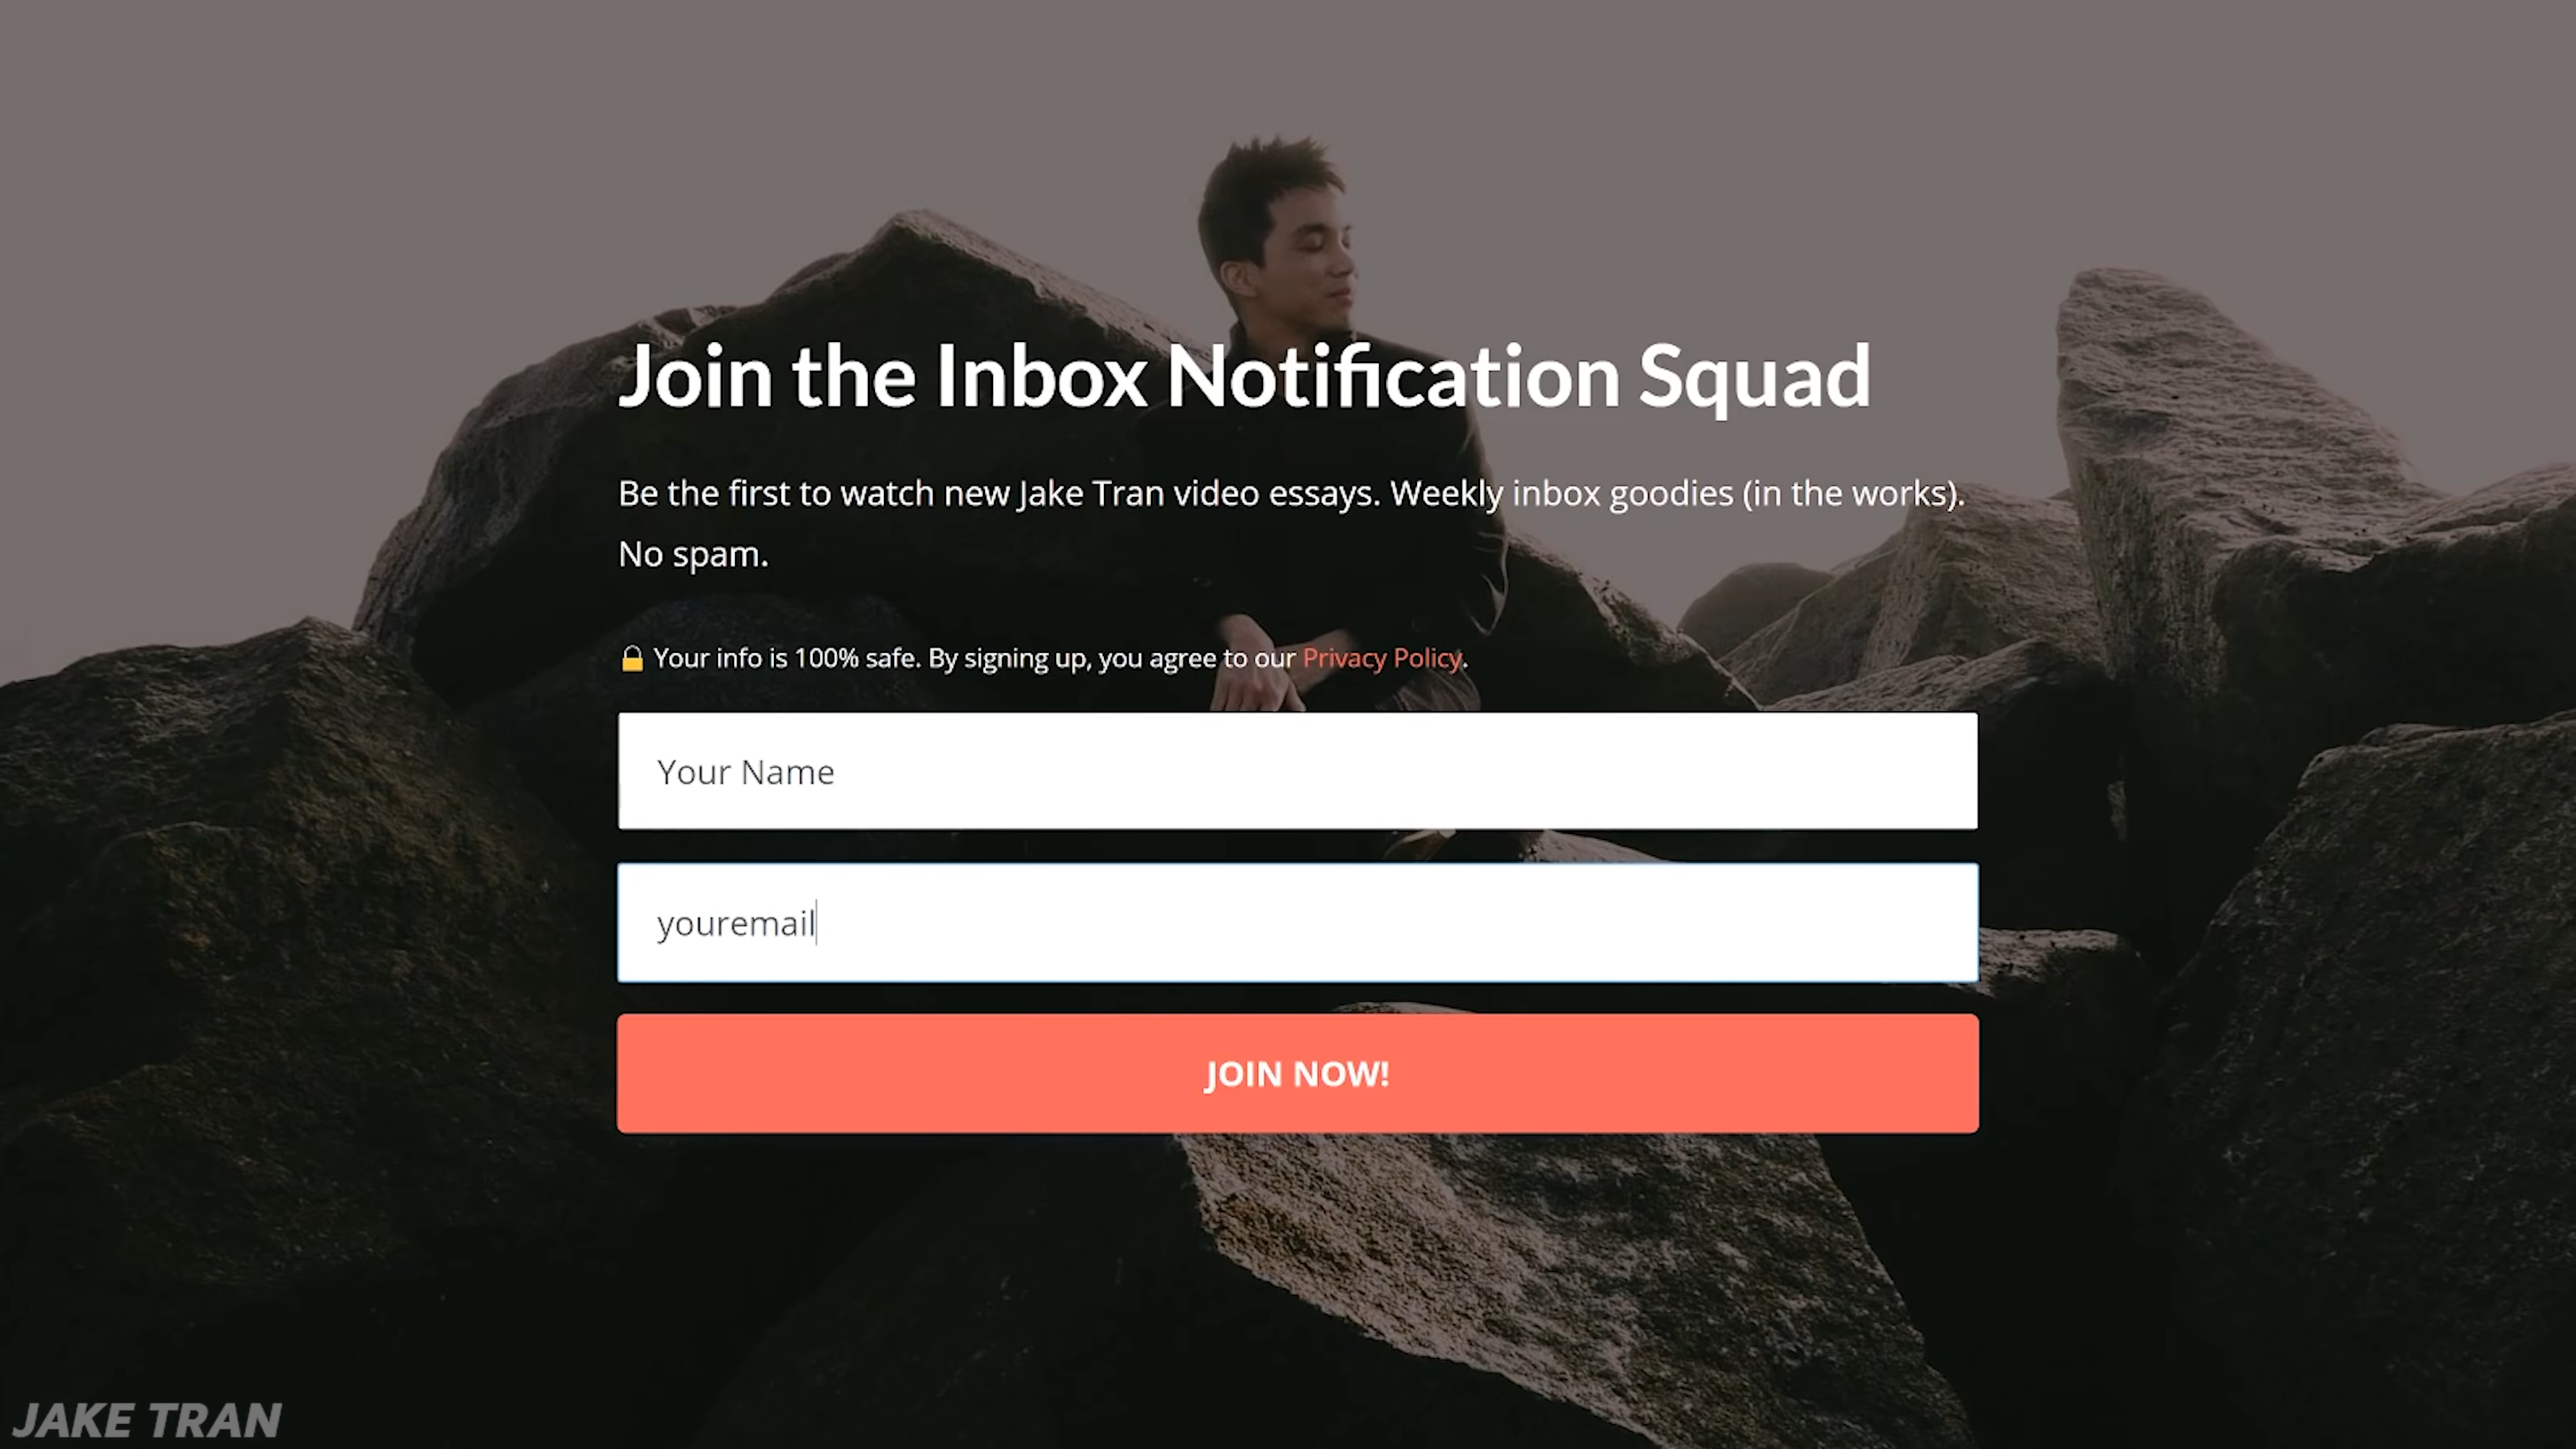 Join the Inbox Notification Squad
Be the first to watch new Jake Tran video essays. Weekly inbox goodies (in the works).
No spam.
🔒 Your info is 100% safe. By signing up, you agree to our Privacy Policy.
Your Name
youremail
JOIN NOW!
JAKE TRAN